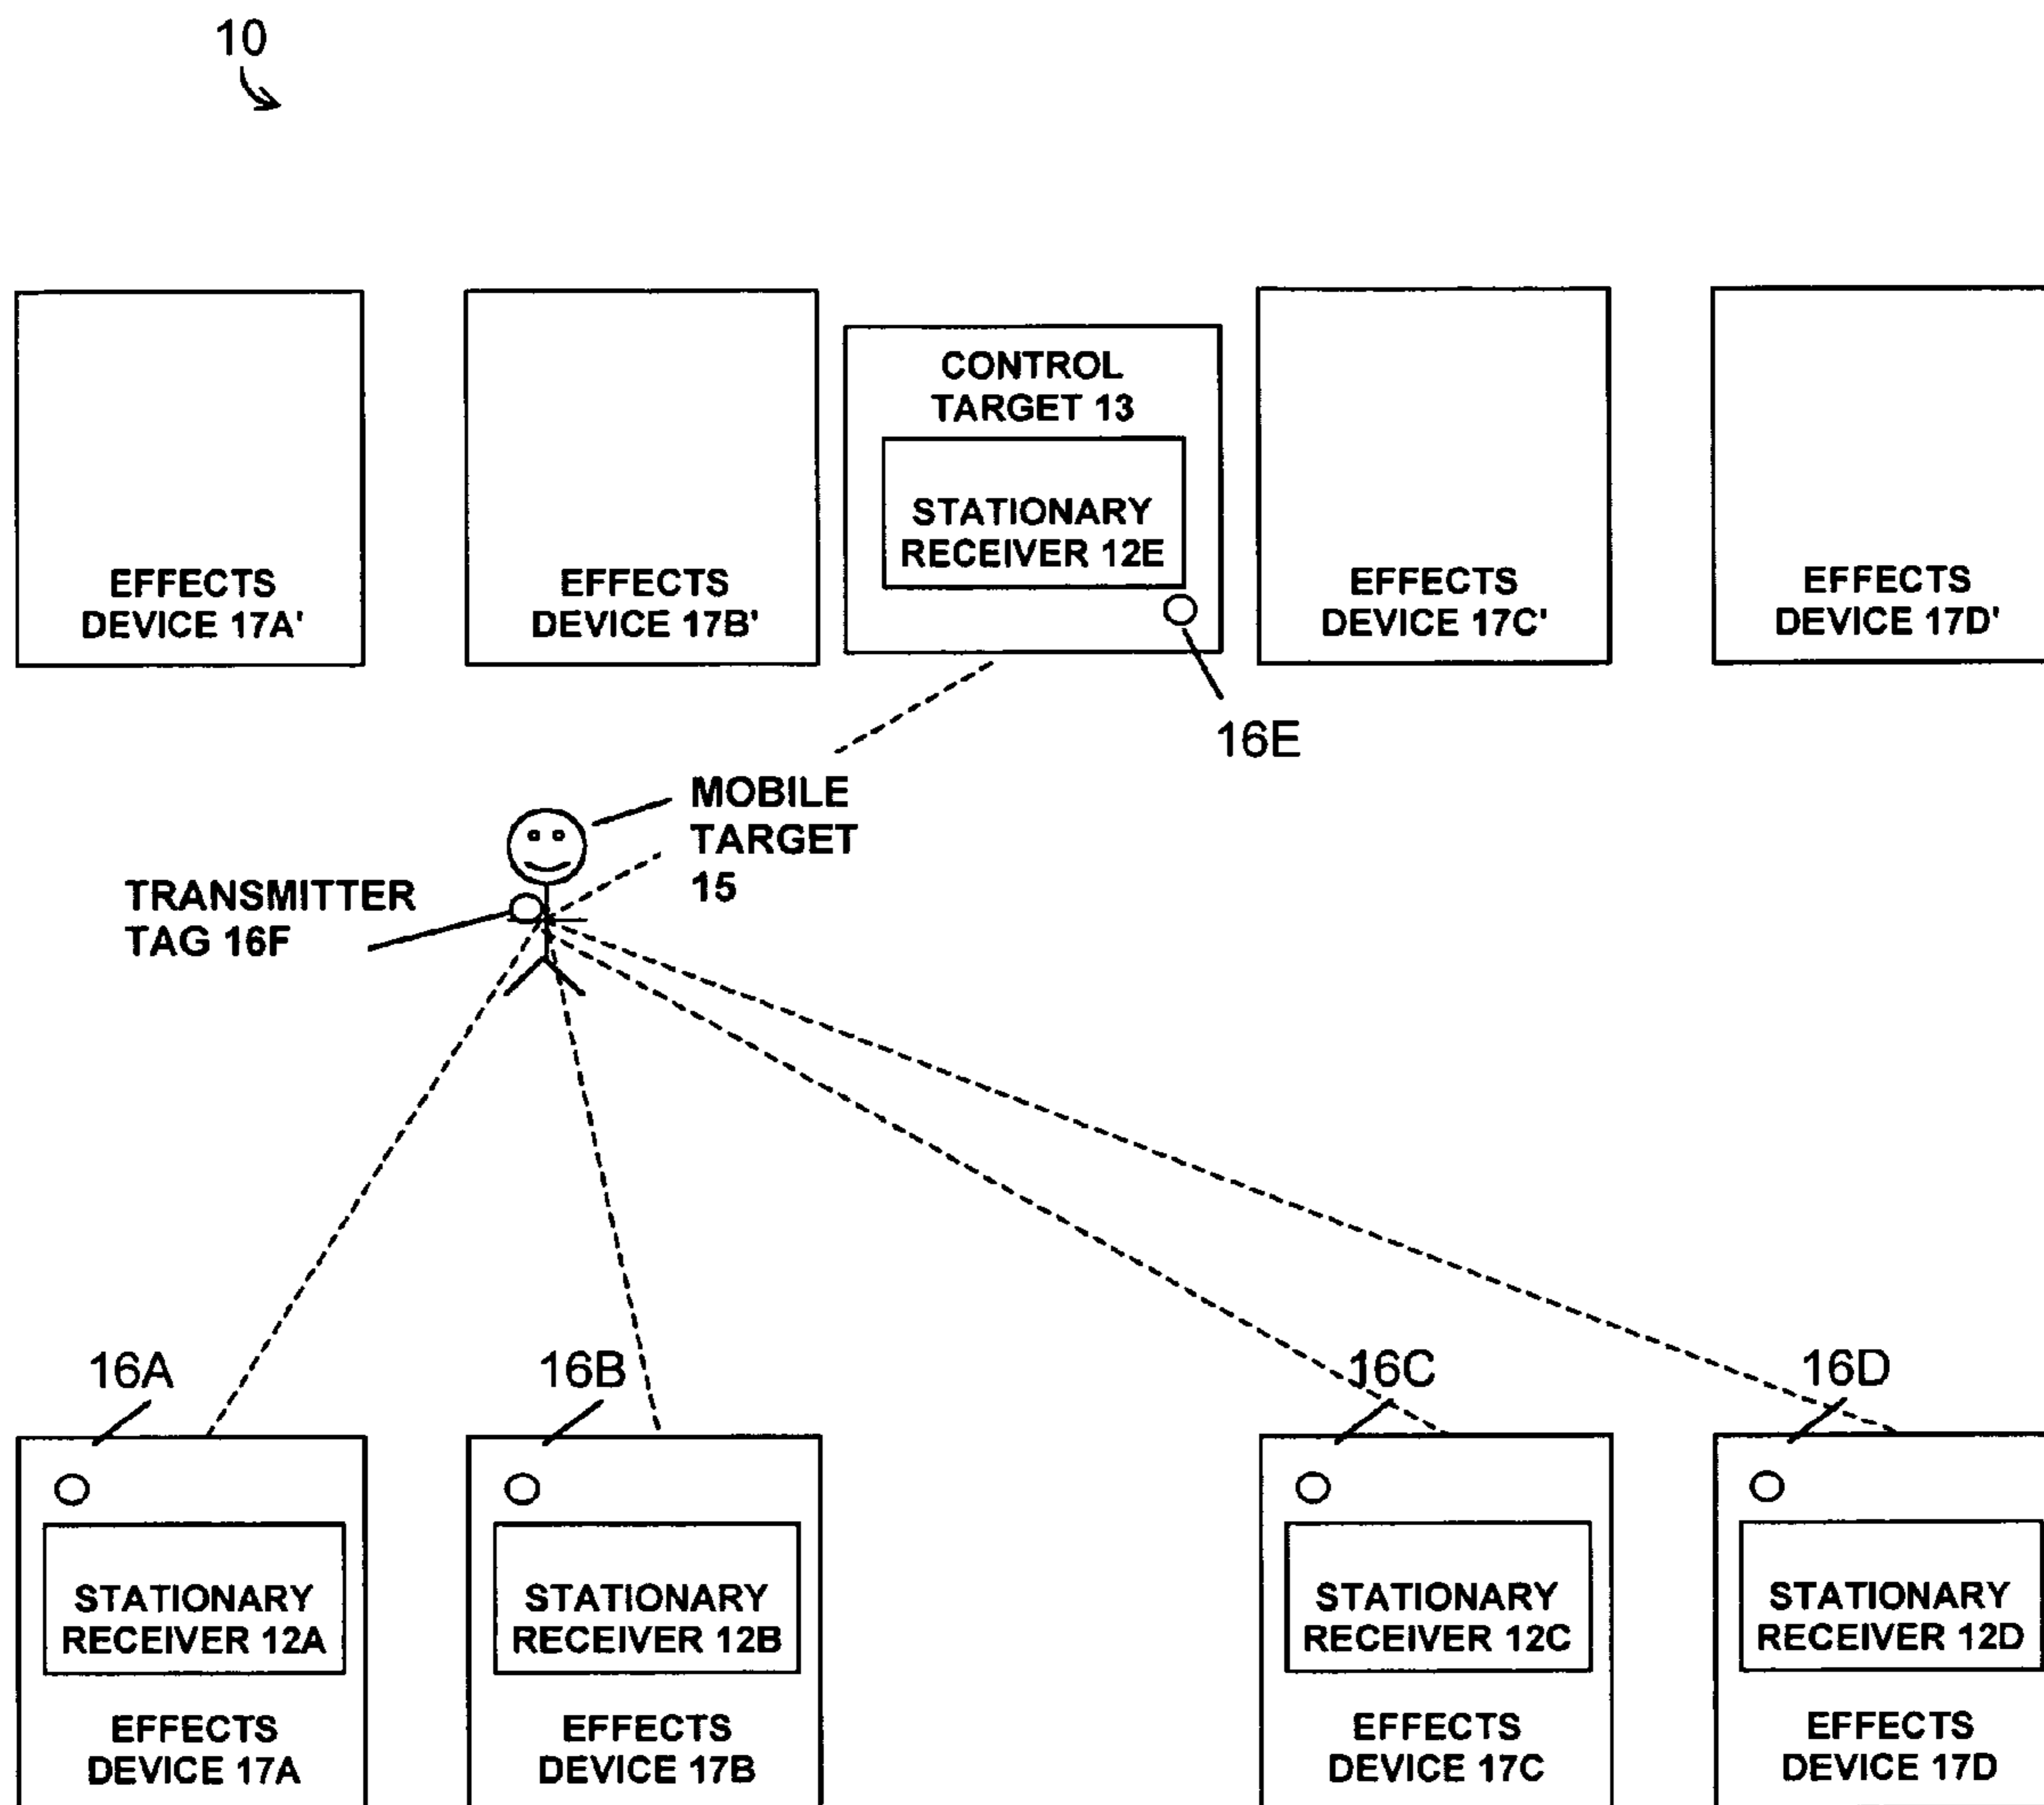 10
CONTROL
TARGET 13
STATIONARY
RECEIVER 12E
EFFECTS
DEVICE 17A'
EFFECTS
DEVICE 17B'
EFFECTS
DEVICE 17C'
EFFECTS
DEVICE 17D'
16E
MOBILE
TARGET
15
TRANSMITTER
TAG 16F
16A
16B
16C
16D
STATIONARY
RECEIVER 12A
EFFECTS
DEVICE 17A
STATIONARY
RECEIVER 12B
EFFECTS
DEVICE 17B
STATIONARY
RECEIVER 12C
EFFECTS
DEVICE 17C
STATIONARY
RECEIVER 12D
EFFECTS
DEVICE 17D